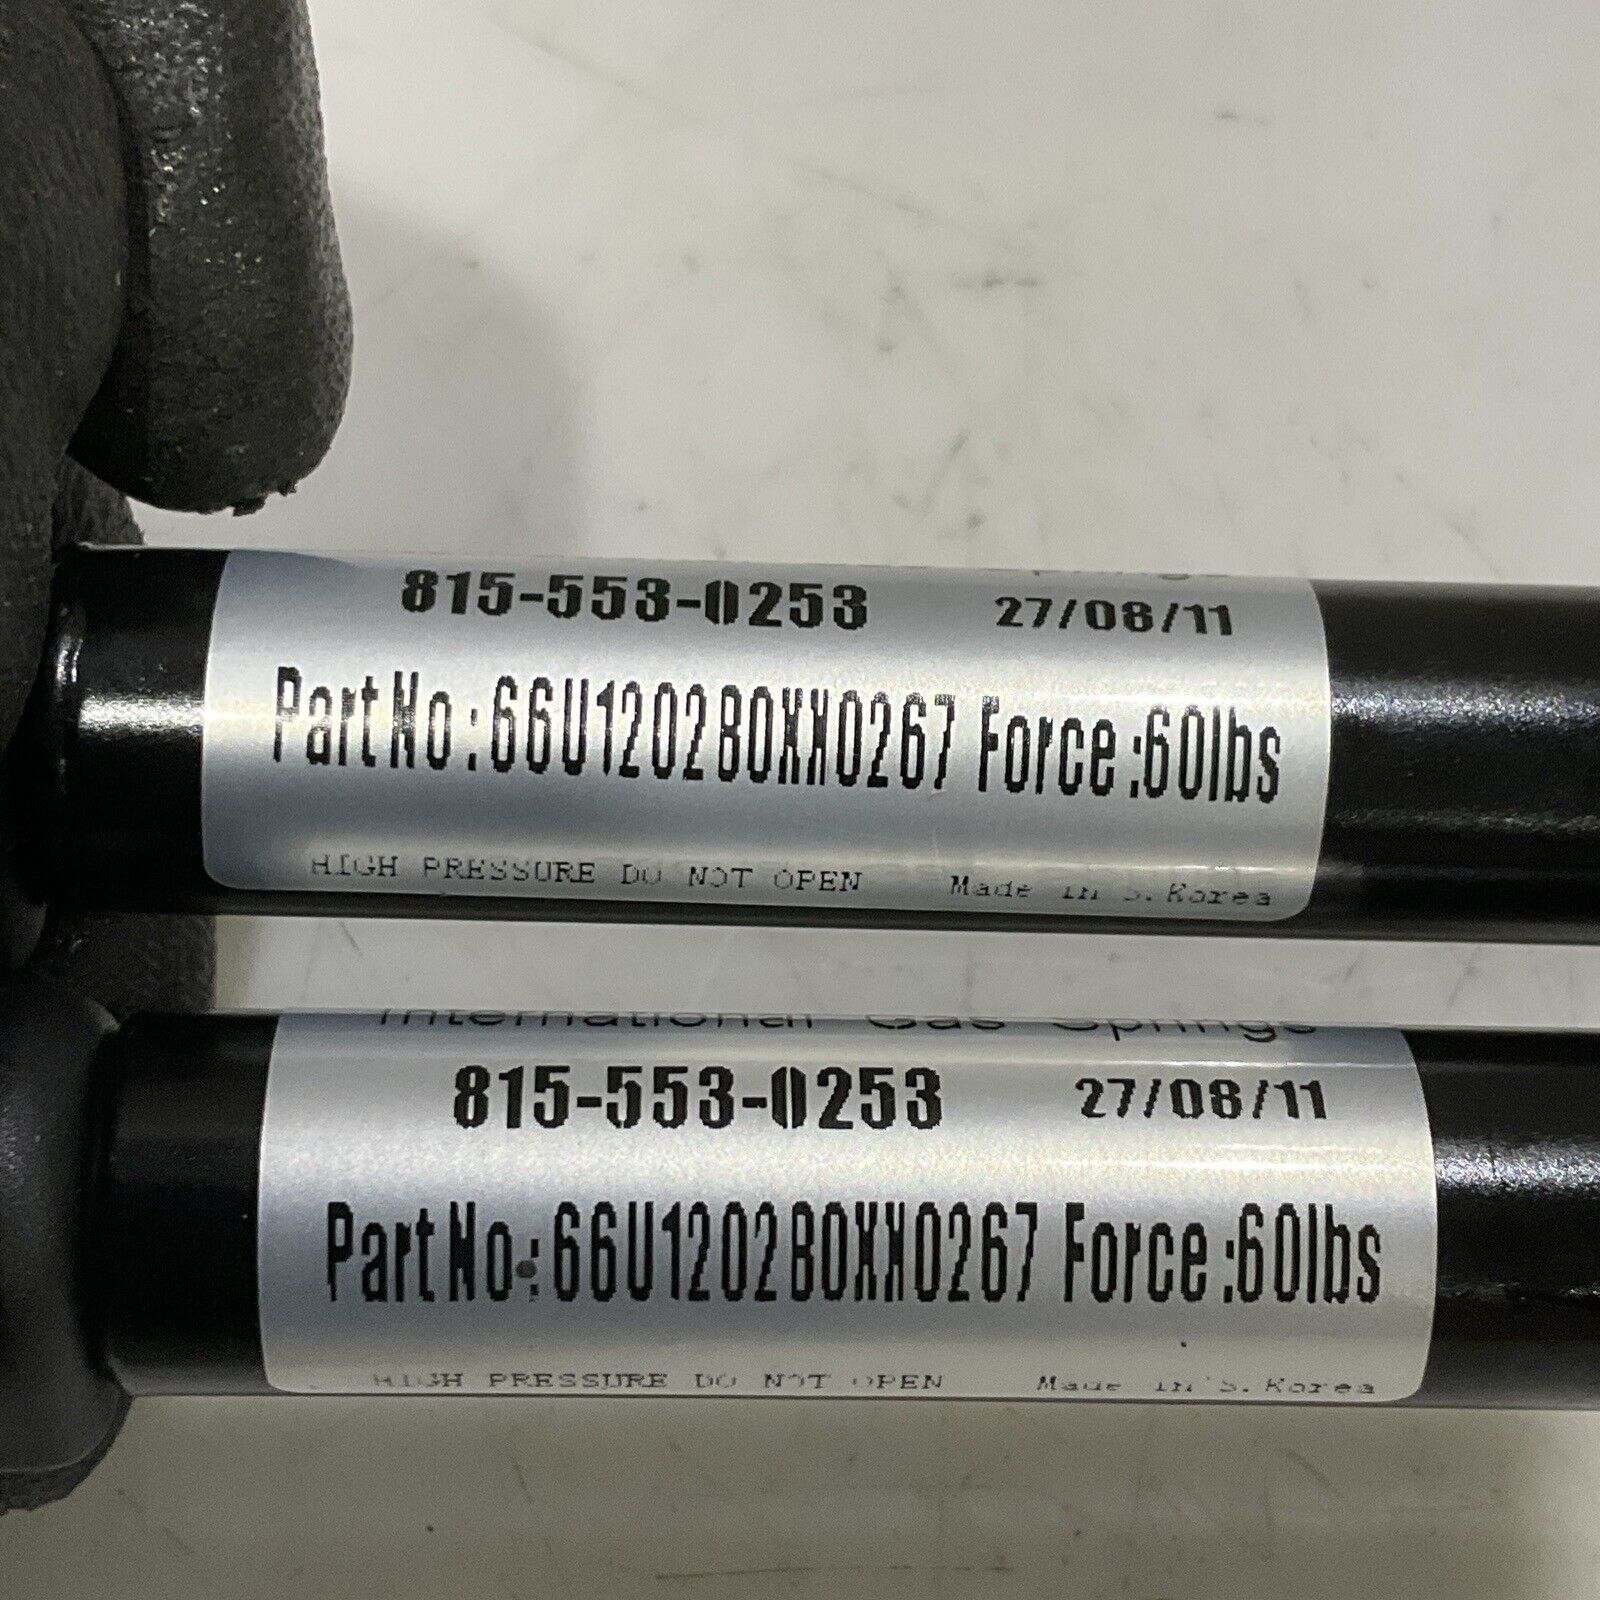 815-553-0253 27/08/11
Part No:66U120280XXX0267 Force:60lbs
HIGH PRESSURE DO NOT OPEN Made in S.Korea
International Gas Springs
815-553-0253 27/08/11
Part No:66U120280XXX0267 Force:60lbs
HIGH PRESSURE DO NOT OPEN Made in S.Korea